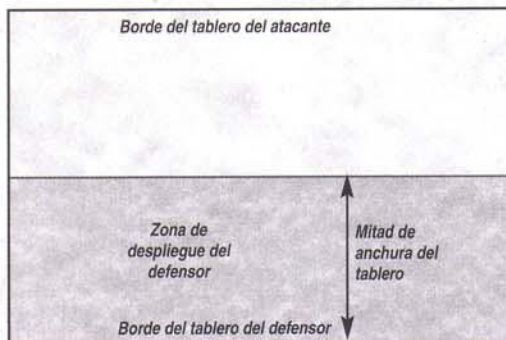 Borde del tablero del atacante
Zona de
despliegue del
defensor
Mitad de
anchura del
tablero
Borde del tablero del defensor